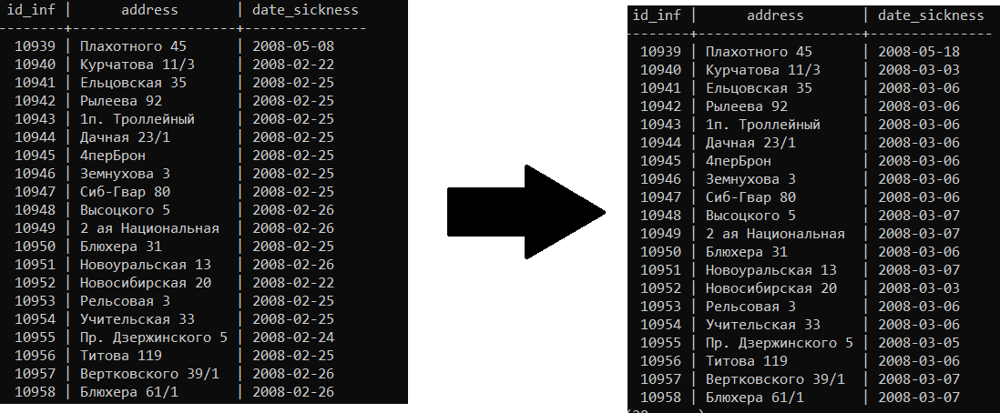 id_inf | address | date_sickness
--------+--------------------+---------------
10939 | Плахотного 45 | 2008-05-08
10940 | Курчатова 11/3 | 2008-02-22
10941 | Ельцовская 35 | 2008-02-25
10942 | Рылеева 92 | 2008-02-25
10943 | 1п. Троллейный | 2008-02-25
10944 | Дачная 23/1 | 2008-02-25
10945 | 4перБрон | 2008-02-25
10946 | Земнухова 3 | 2008-02-25
10947 | Сиб-Гвар 80 | 2008-02-25
10948 | Высоцкого 5 | 2008-02-26
10949 | 2 ая Национальная | 2008-02-26
10950 | Блюхера 31 | 2008-02-25
10951 | Новоуральская 13 | 2008-02-26
10952 | Новосибирская 20 | 2008-02-22
10953 | Рельсовая 3 | 2008-02-25
10954 | Учительская 33 | 2008-02-25
10955 | Пр. Дзержинского 5 | 2008-02-24
10956 | Титова 119 | 2008-02-25
10957 | Вертковского 39/1 | 2008-02-26
10958 | Блюхера 61/1 | 2008-02-26
id_inf | address | date_sickness
--------+--------------------+---------------
10939 | Плахотного 45 | 2008-05-18
10940 | Курчатова 11/3 | 2008-03-03
10941 | Ельцовская 35 | 2008-03-06
10942 | Рылеева 92 | 2008-03-06
10943 | 1п. Троллейный | 2008-03-06
10944 | Дачная 23/1 | 2008-03-06
10945 | 4перБрон | 2008-03-06
10946 | Земнухова 3 | 2008-03-06
10947 | Сиб-Гвар 80 | 2008-03-06
10948 | Высоцкого 5 | 2008-03-07
10949 | 2 ая Национальная | 2008-03-07
10950 | Блюхера 31 | 2008-03-06
10951 | Новоуральская 13 | 2008-03-07
10952 | Новосибирская 20 | 2008-03-03
10953 | Рельсовая 3 | 2008-03-06
10954 | Учительская 33 | 2008-03-06
10955 | Пр. Дзержинского 5 | 2008-03-05
10956 | Титова 119 | 2008-03-06
10957 | Вертковского 39/1 | 2008-03-07
10958 | Блюхера 61/1 | 2008-03-07